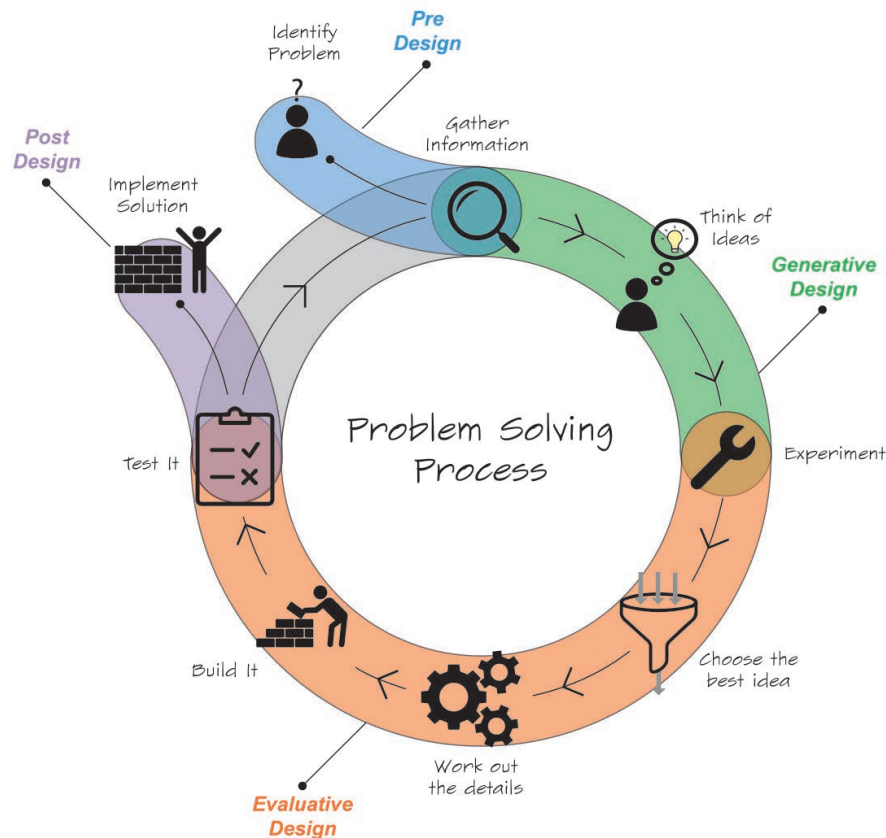 Pre
Design
Identify
Problem
?
Gather
Information
Post
Design
Implement
Solution
Think of
Ideas
Generative
Design
Problem Solving
Process
Test It
Experiment
Build It
Choose the
best idea
Work out
the details
Evaluative
Design